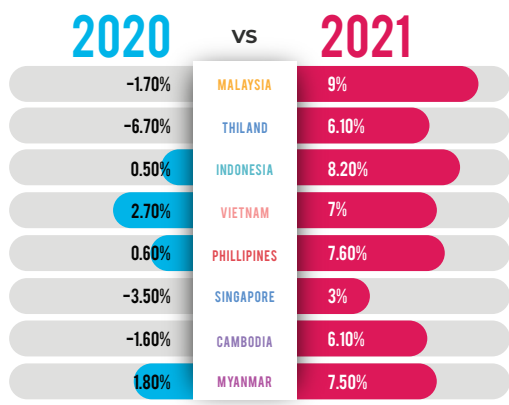 2020 VS 2021
-1.70% MALAYSIA 9%
-6.70% THILAND 6.10%
0.50% INDONESIA 8.20%
2.70% VIETNAM 7%
0.60% PHILLIPINES 7.60%
-3.50% SINGAPORE 3%
-1.60% CAMBODIA 6.10%
1.80% MYANMAR 7.50%